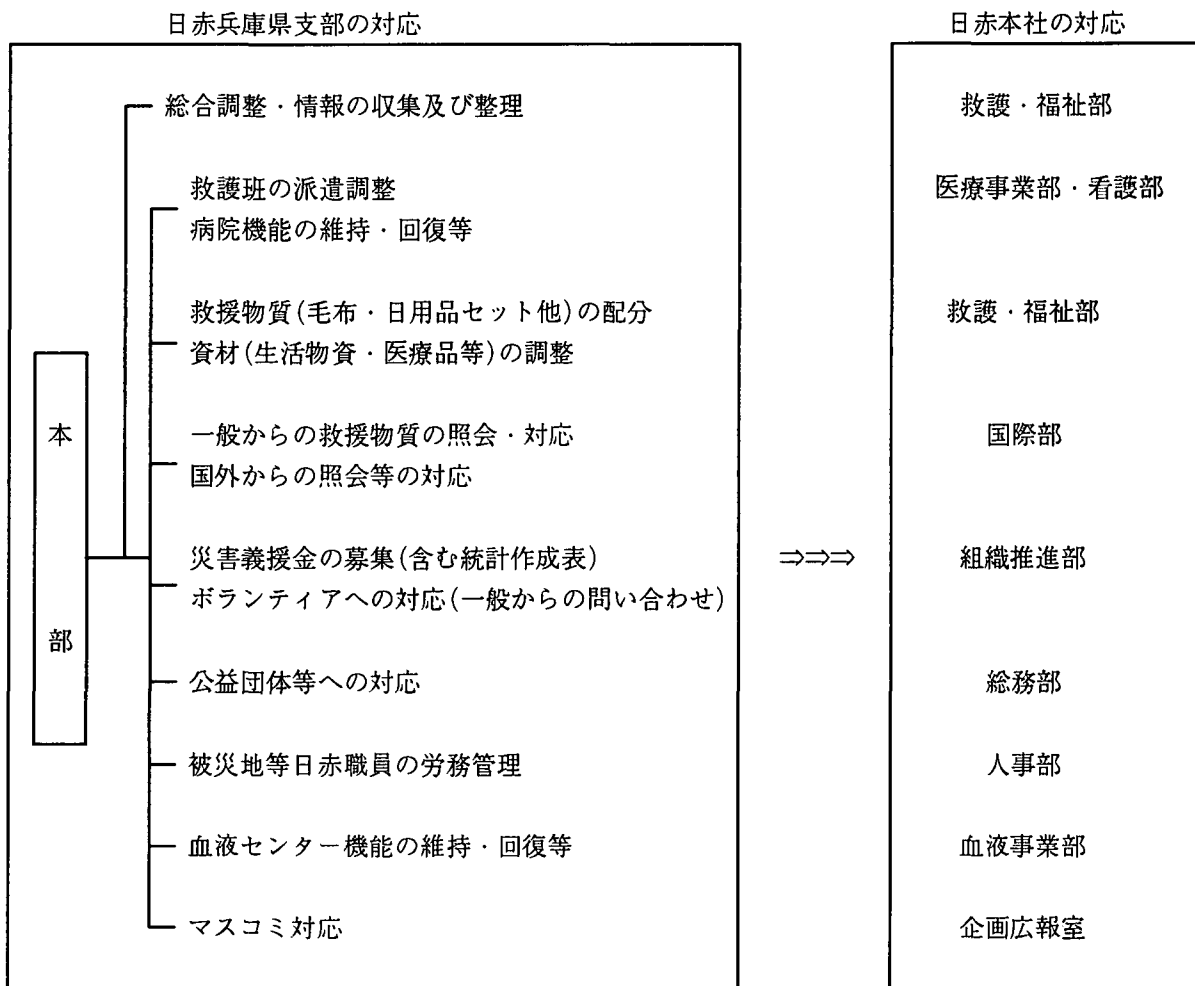 日赤兵庫県支部の対応
日赤本社の対応
総合調整・情報の収集及び整理
救護・福祉部
救護班の派遣調整
病院機能の維持・回復等
医療事業部・看護部
救援物質(毛布・日用品セット他)の配分
資材(生活物資・医療品等)の調整
救護・福祉部
本部
一般からの救援物質の照会・対応
国外からの照会等の対応
国際部
災害義援金の募集(含む統計作成表)
ボランティアへの対応(一般からの問い合わせ)
⇒⇒⇒
組織推進部
公益団体等への対応
総務部
被災地等日赤職員の労務管理
人事部
血液センター機能の維持・回復等
血液事業部
マスコミ対応
企画広報室